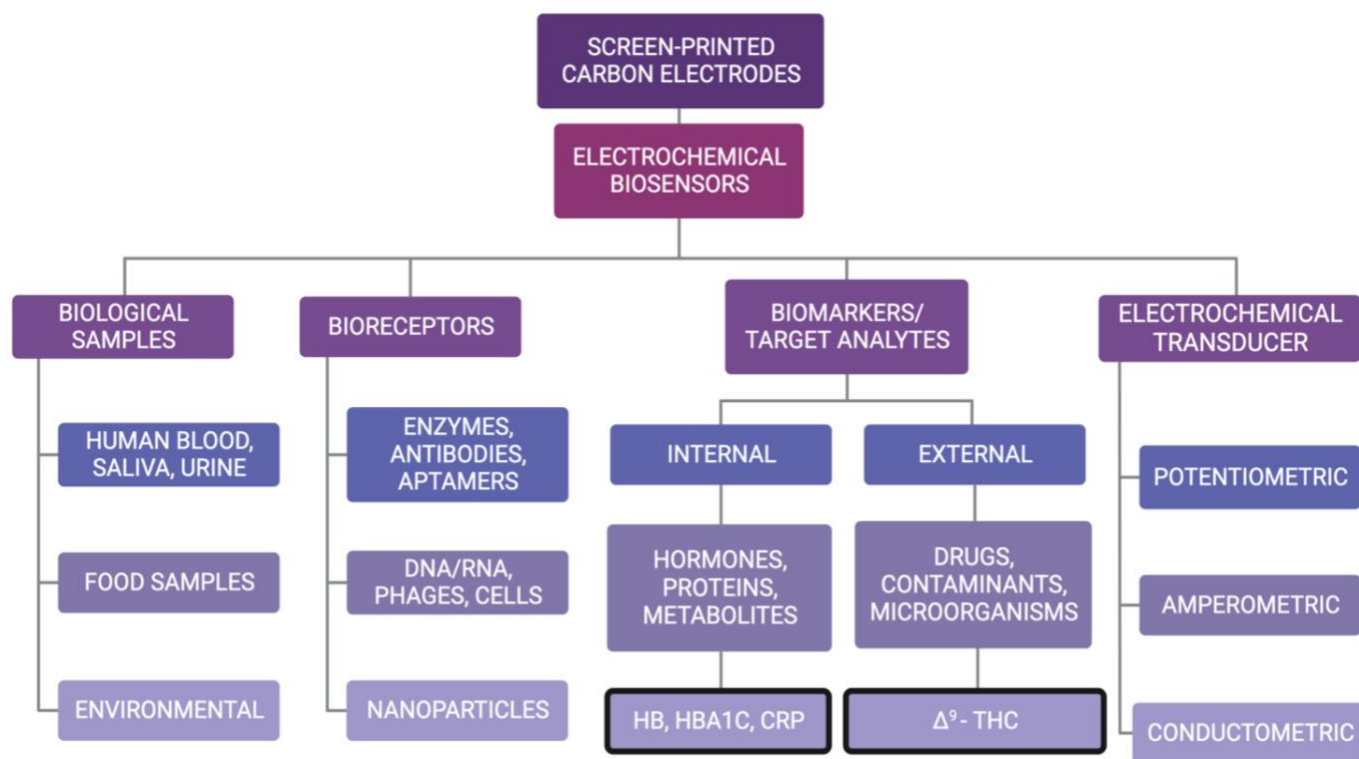 SCREEN-PRINTED
CARBON ELECTRODES
ELECTROCHEMICAL
BIOSENSORS
BIOLOGICAL
SAMPLES
HUMAN BLOOD,
SALIVA, URINE
FOOD SAMPLES
ENVIRONMENTAL
BIORECEPTORS
ENZYMES,
ANTIBODIES,
APTAMERS
DNA/RNA,
PHAGES, CELLS
NANOPARTICLES
BIOMARKERS/
TARGET ANALYTES
INTERNAL
HORMONES,
PROTEINS,
METABOLITES
HB, HBA1C, CRP
EXTERNAL
DRUGS,
CONTAMINANTS,
MICROORGANISMS
Δ⁹- THC
ELECTROCHEMICAL
TRANSDUCER
POTENTIOMETRIC
AMPEROMETRIC
CONDUCTOMETRIC